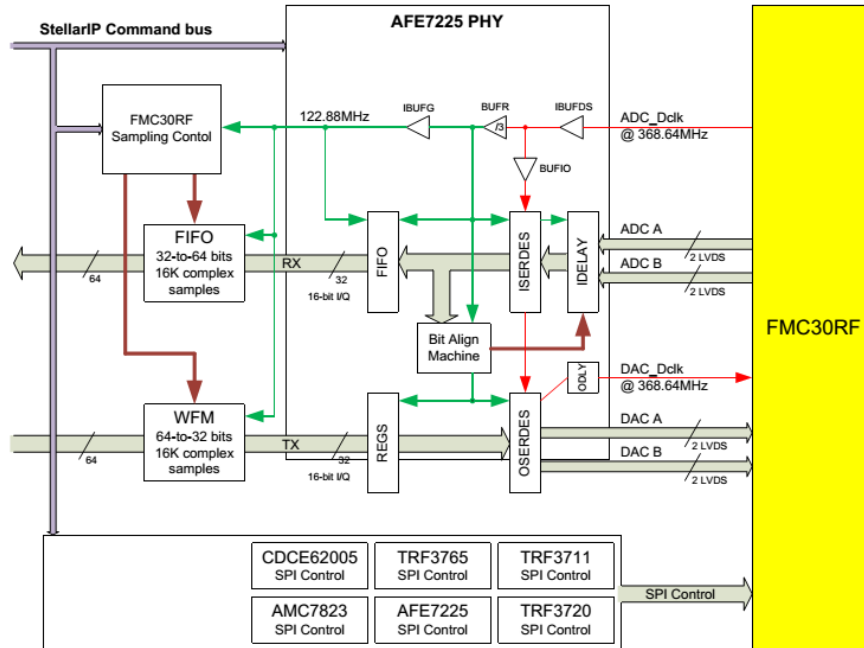 StellarIP Command bus
AFE7225 PHY
FMC30RF
Sampling Contol
122.88MHz
IBUFG
BUFR
IBUFDS
/3
ADC_Dclk
@ 368.64MHz
BUFIO
FIFO
32-to-64 bits
16K complex
samples
64
RX
32
16-bit I/Q
FIFO
ISERDES
IDELAY
ADC A
2 LVDS
ADC B
2 LVDS
FMC30RF
Bit Align
Machine
ODLY
DAC_Dclk
@ 368.64MHz
WFM
64-to-32 bits
16K complex
samples
64
TX
32
16-bit I/Q
REGS
OSERDES
DAC A
2 LVDS
DAC B
2 LVDS
CDCE62005
SPI Control
TRF3765
SPI Control
TRF3711
SPI Control
AMC7823
SPI Control
AFE7225
SPI Control
TRF3720
SPI Control
SPI Control